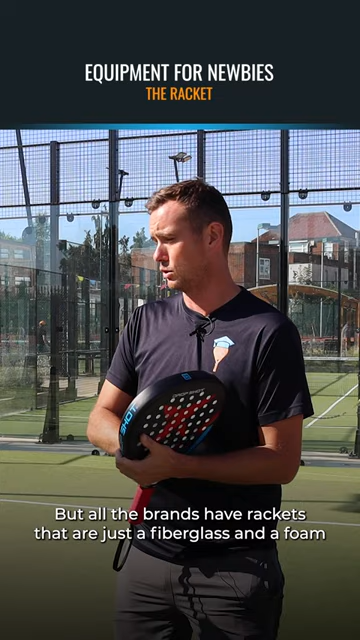 EQUIPMENT FOR NEWBIES
THE RACKET
But all the brands have rackets
that are just a fiberglass and a foam